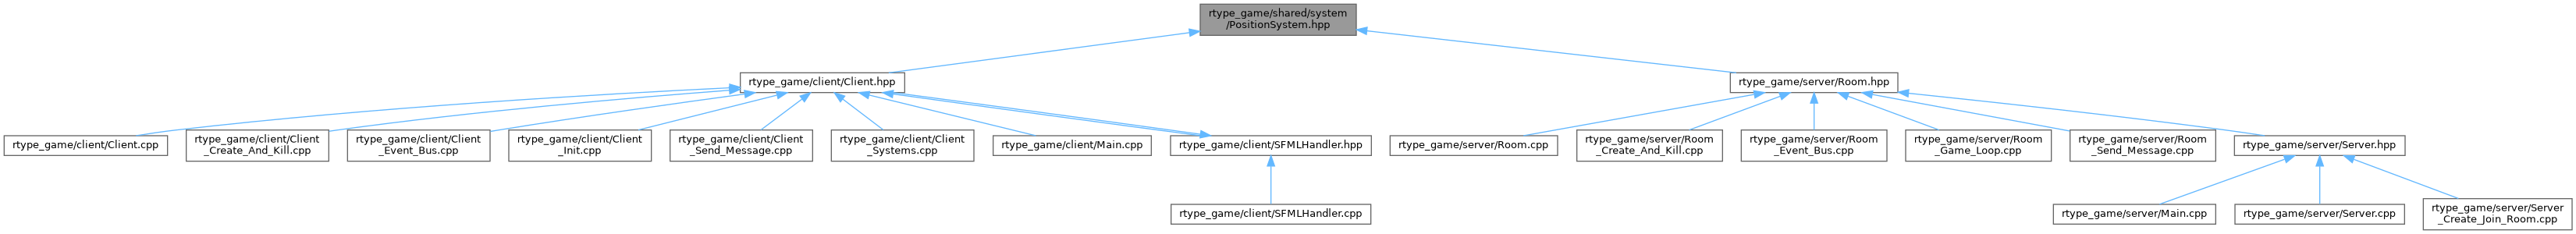 rtype_game/shared/system
/PositionSystem.hpp
rtype_game/client/Client.hpp
rtype_game/server/Room.hpp
rtype_game/client/Client.cpp
rtype_game/client/Client
_Create_And_Kill.cpp
rtype_game/client/Client
_Event_Bus.cpp
rtype_game/client/Client
_Init.cpp
rtype_game/client/Client
_Send_Message.cpp
rtype_game/client/Client
_Systems.cpp
rtype_game/client/Main.cpp
rtype_game/client/SFMLHandler.hpp
rtype_game/server/Room.cpp
rtype_game/server/Room
_Create_And_Kill.cpp
rtype_game/server/Room
_Event_Bus.cpp
rtype_game/server/Room
_Game_Loop.cpp
rtype_game/server/Room
_Send_Message.cpp
rtype_game/server/Server.hpp
rtype_game/client/SFMLHandler.cpp
rtype_game/server/Main.cpp
rtype_game/server/Server.cpp
rtype_game/server/Server
_Create_Join_Room.cpp